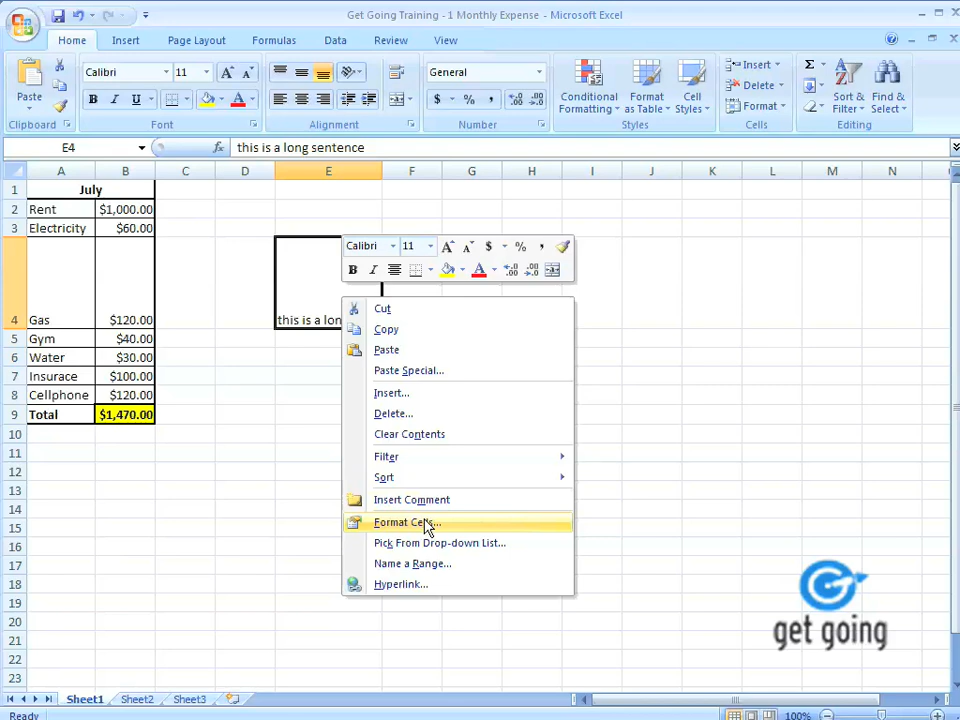 Get Going Training - 1 Monthly Expense - Microsoft Excel
Home Insert Page Layout Formulas Data Review View
Paste
Calibri 11
B I U
General
$ % ,
Conditional Formatting
Format as Table
Cell Styles
Insert
Delete
Format
Σ
Sort & Filter
Find & Select
Clipboard Font Alignment Number Styles Cells Editing
E4 fx this is a long sentence
A B C D E F G H I J K L M N
1 July
2 Rent $1,000.00
3 Electricity $60.00
4 Gas $120.00 this is a lon
5 Gym $40.00
6 Water $30.00
7 Insurace $100.00
8 Cellphone $120.00
9 Total $1,470.00
10
11
12
13
14
15
16
17
18
19
20
21
22
23
Calibri 11 A A $ % ,
B I A
Cut
Copy
Paste
Paste Special...
Insert...
Delete...
Clear Contents
Filter
Sort
Insert Comment
Format Cells...
Pick From Drop-down List...
Name a Range...
Hyperlink...
get going
Sheet1 Sheet2 Sheet3
Ready 100%